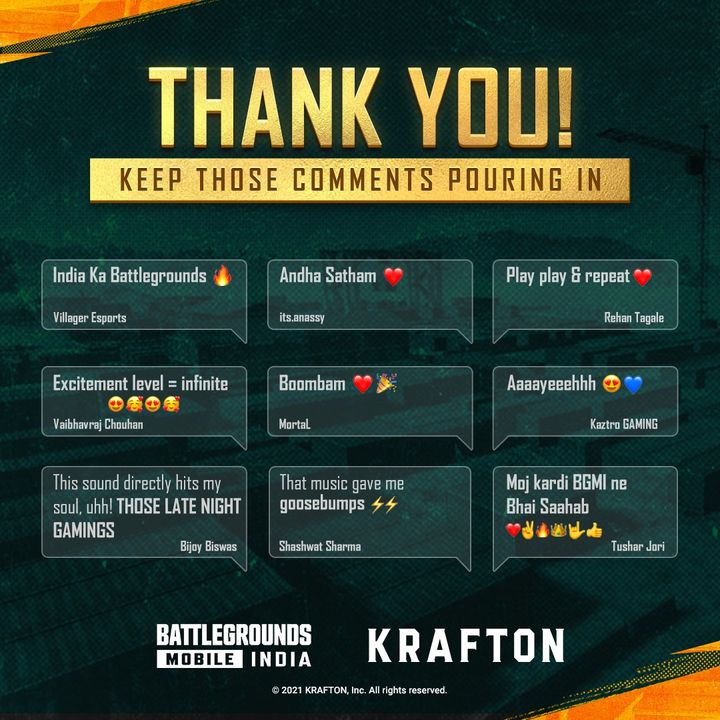 THANK YOU!
KEEP THOSE COMMENTS POURING IN
India Ka Battlegrounds 🔥
Villager Esports
Andha Satham ❤️
its.anassy
Play play & repeat ❤️
Rehan Tagale
Excitement level = infinite
😍🥰😍🥰
Vaibhavraj Chouhan
Boombam ❤️🎉
MortaL
Aaaayeeehhh 😍💙
Kaztro GAMING
This sound directly hits my
soul, uhh! THOSE LATE NIGHT
GAMINGS
Bijoy Biswas
That music gave me
goosebumps ⚡⚡
Shashwat Sharma
Moj kardi BGMI ne
Bhai Saahab
❤️✌️🔥👑🤟👍
Tushar Jori
BATTLEGROUNDS
MOBILE INDIA
KRAFTON
© 2021 KRAFTON, Inc. All rights reserved.